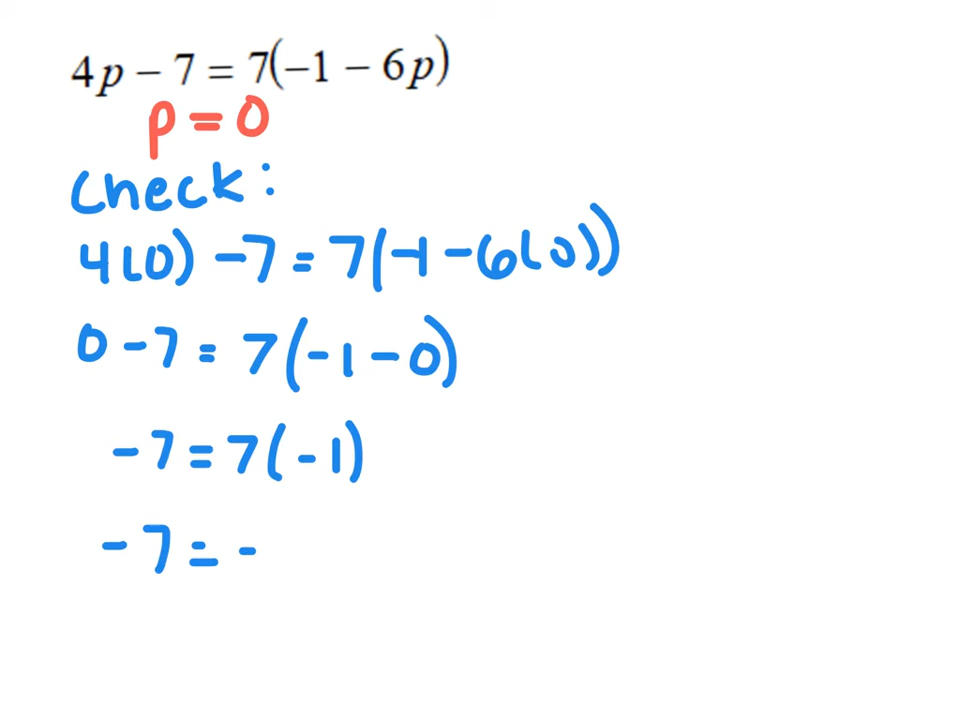 4p − 7 = 7(−1 − 6p)
p = 0
Check:
4(0) − 7 = 7(−1 − 6(0))
0 − 7 = 7(−1 − 0)
−7 = 7(−1)
−7 = −